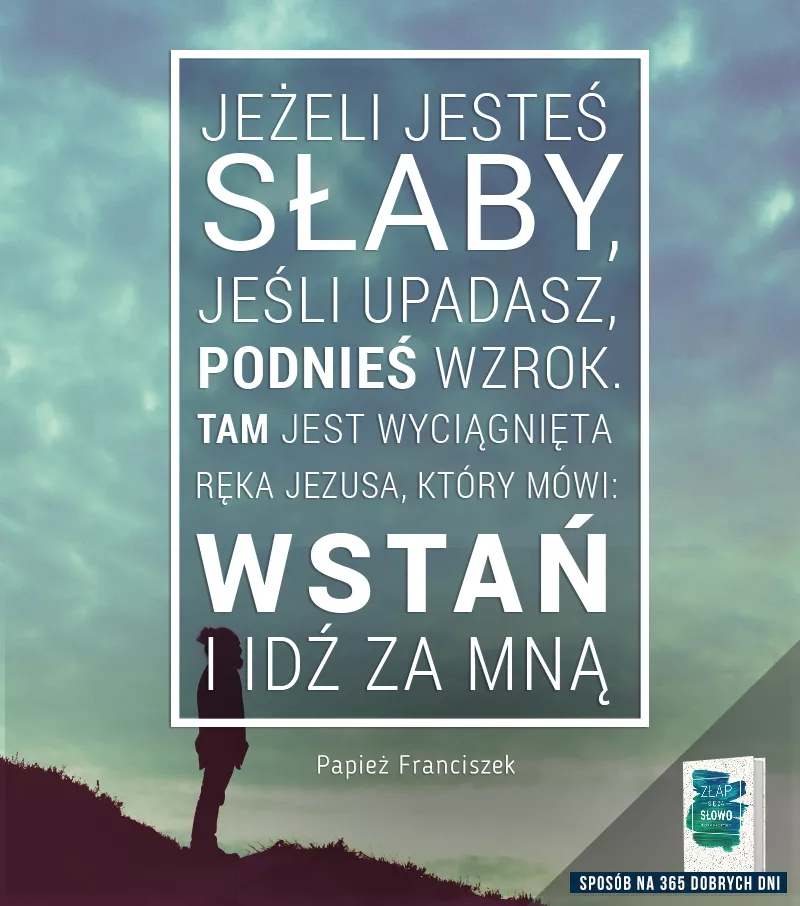 JEŻELI JESTEŚ
SŁABY,
JEŚLI UPADASZ,
PODNIEŚ WZROK.
TAM JEST WYCIĄGNIĘTA
RĘKA JEZUSA, KTÓRY MÓWI:
WSTAŃ
I IDŹ ZA MNĄ
Papież Franciszek
ZŁAP
SŁOWO
SPOSÓB NA 365 DOBRYCH DNI